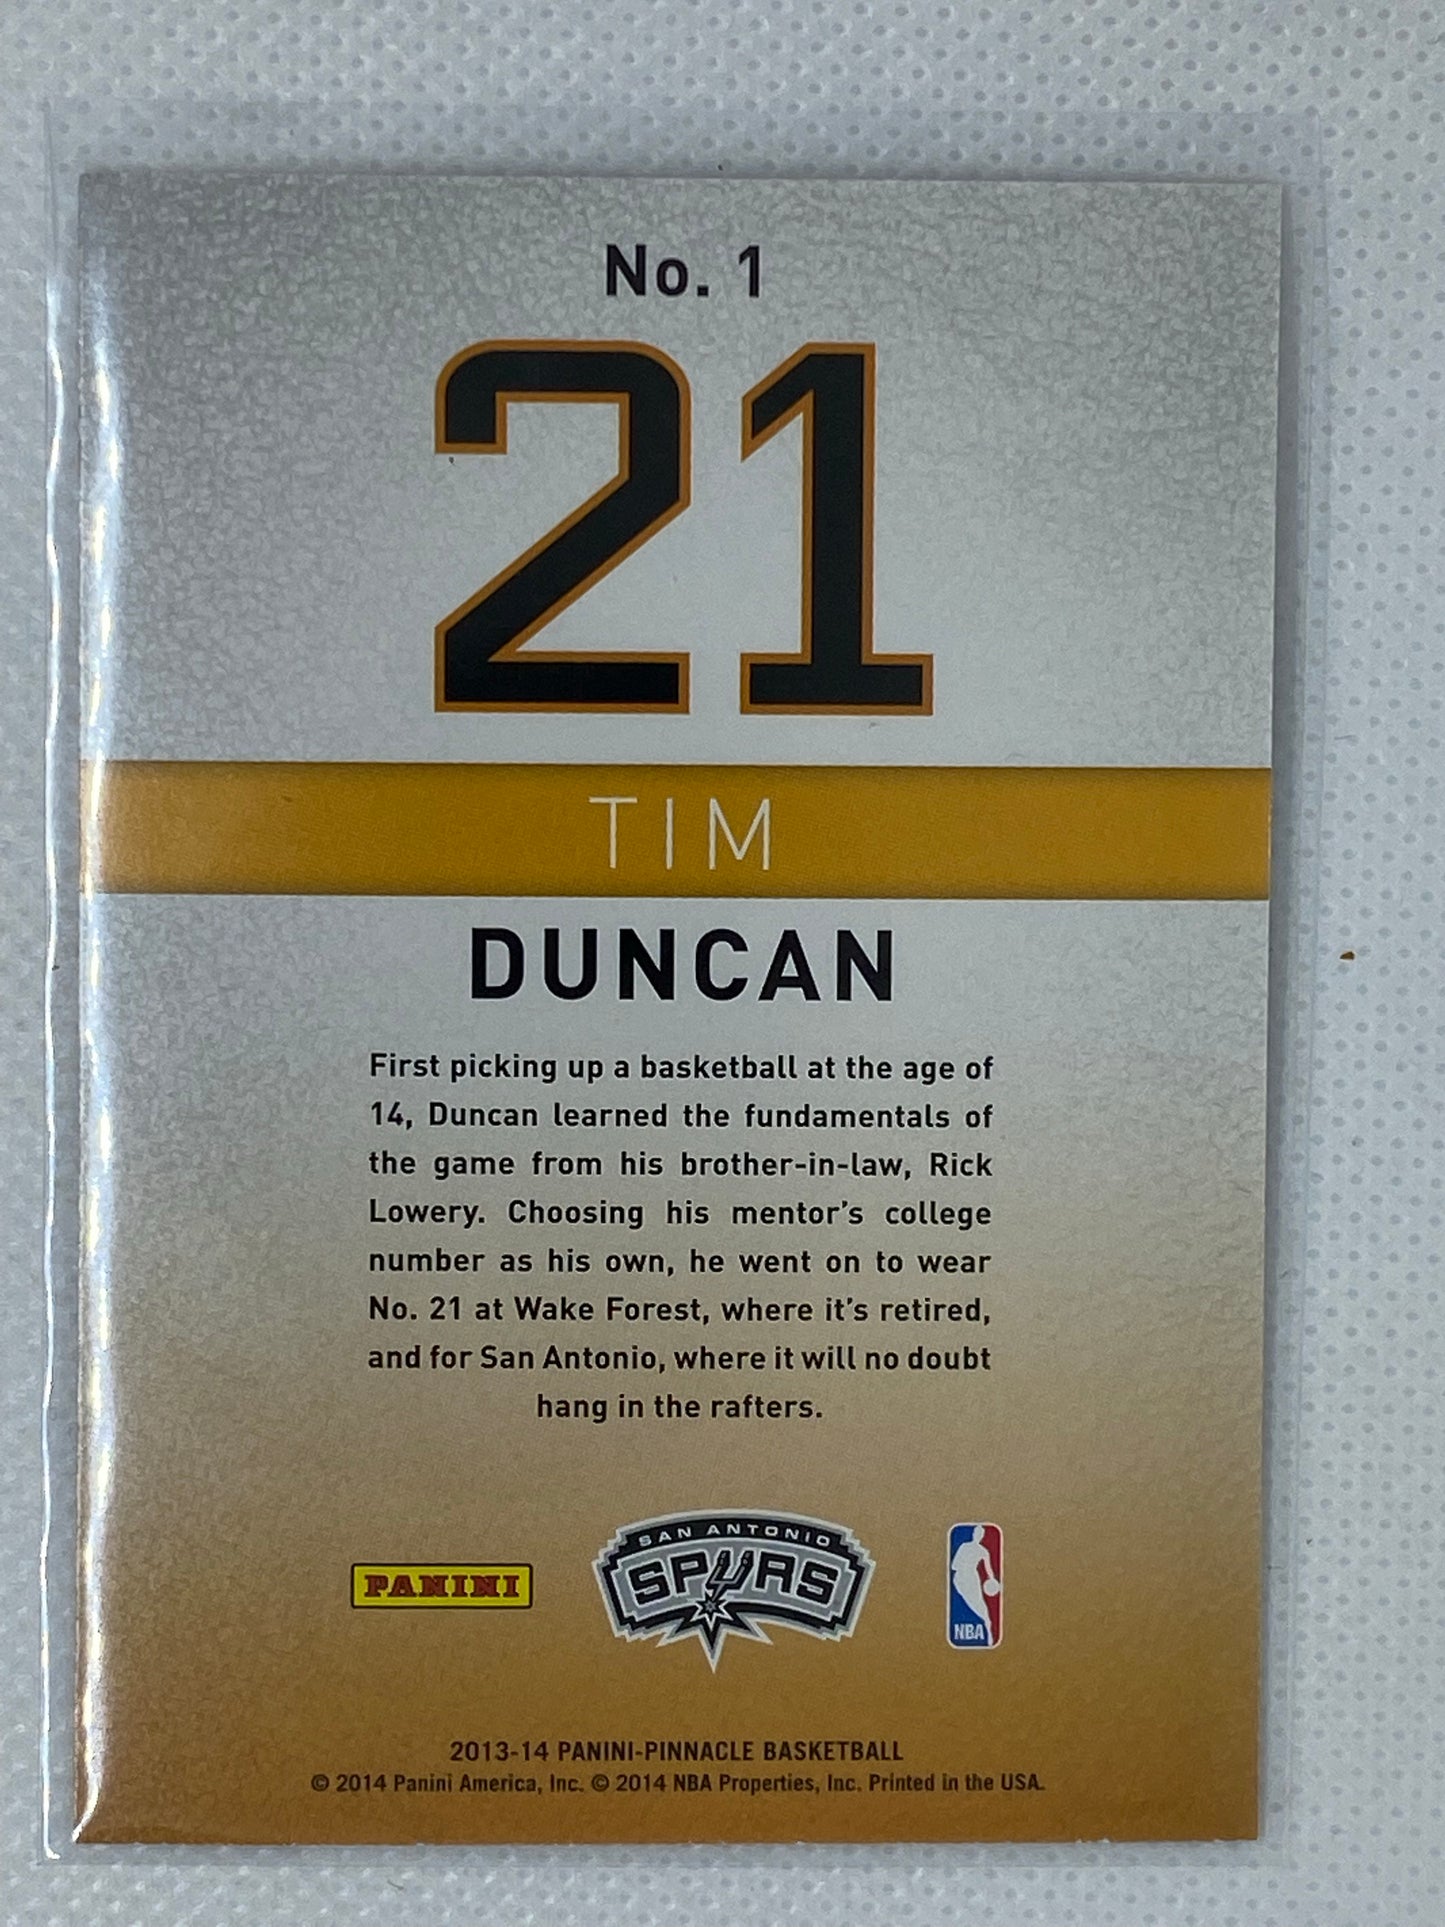 No. 1
21
TIM
DUNCAN
First picking up a basketball at the age of
14, Duncan learned the fundamentals of
the game from his brother-in-law, Rick
Lowery. Choosing his mentor's college
number as his own, he went on to wear
No. 21 at Wake Forest, where it's retired,
and for San Antonio, where it will no doubt
hang in the rafters.
SAN ANTONIO
PANINI SPURS
NBA
2013-14 PANINI-PINNACLE BASKETBALL
© 2014 Panini America, Inc. © 2014 NBA Properties, Inc. Printed in the USA.